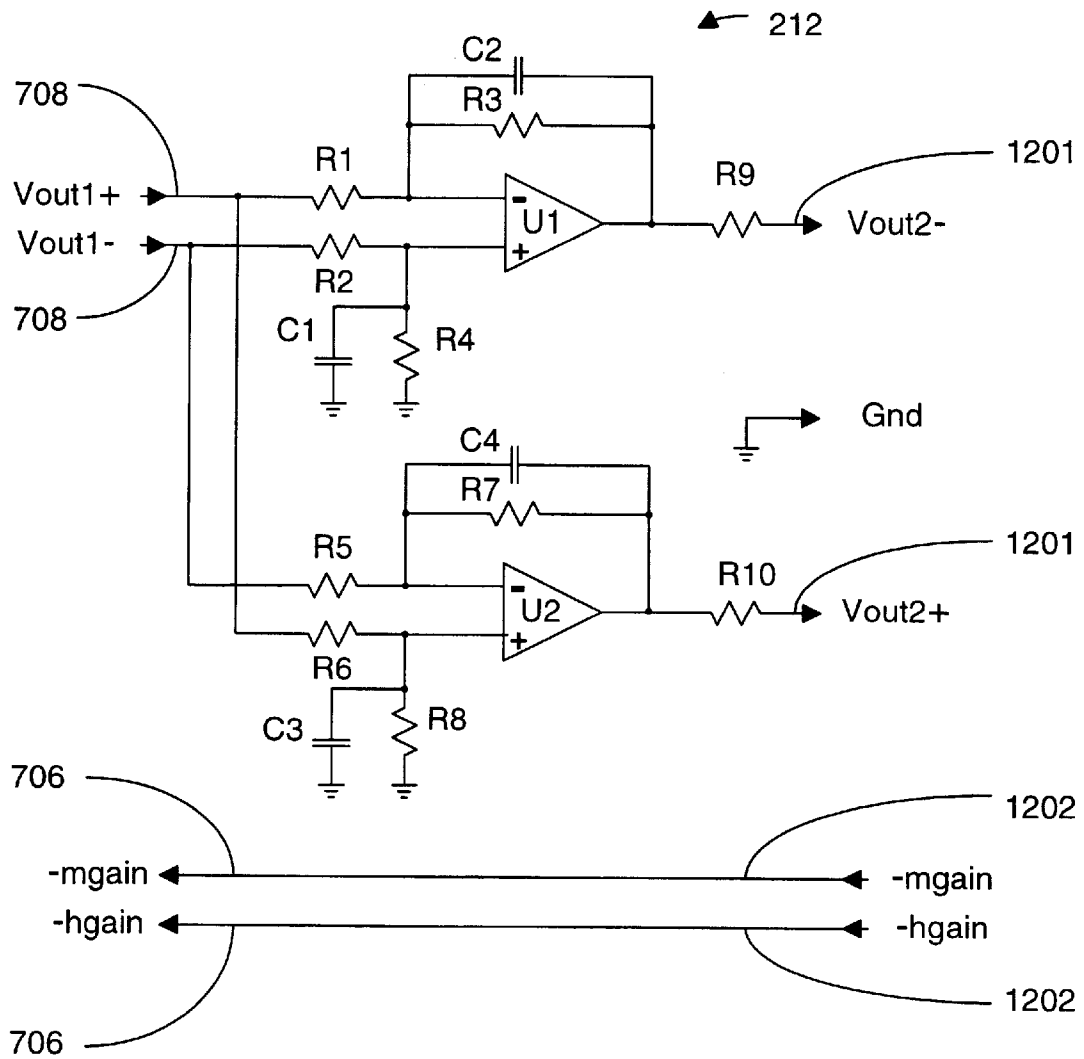 212
C2
708
R3
R1
1201
R9
Vout1+
-
U1
Vout2-
Vout1-
+
R2
708
C1
R4
Gnd
C4
R7
R5
1201
R10
-
U2
Vout2+
+
R6
C3
R8
706
1202
-mgain
-mgain
-hgain
-hgain
1202
706